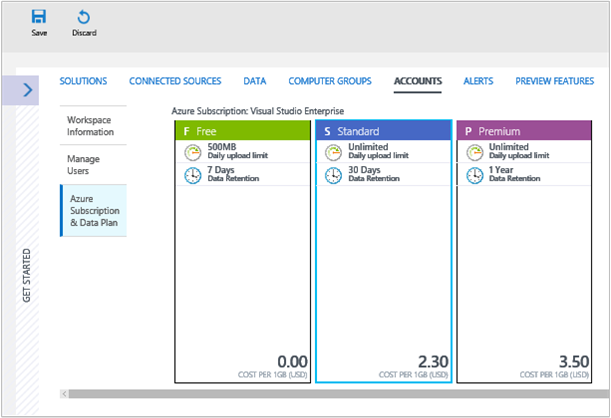 Save
Discard
SOLUTIONS
CONNECTED SOURCES
DATA
COMPUTER GROUPS
ACCOUNTS
ALERTS
PREVIEW FEATURES
GET STARTED
Workspace
Information
Manage
Users
Azure
Subscription
& Data Plan
Azure Subscription: Visual Studio Enterprise
F Free
500MB
Daily upload limit
7 Days
Data Retention
0.00
COST PER 1GB (USD)
S Standard
Unlimited
Daily upload limit
30 Days
Data Retention
2.30
COST PER 1GB (USD)
P Premium
Unlimited
Daily upload limit
1 Year
Data Retention
3.50
COST PER 1GB (USD)